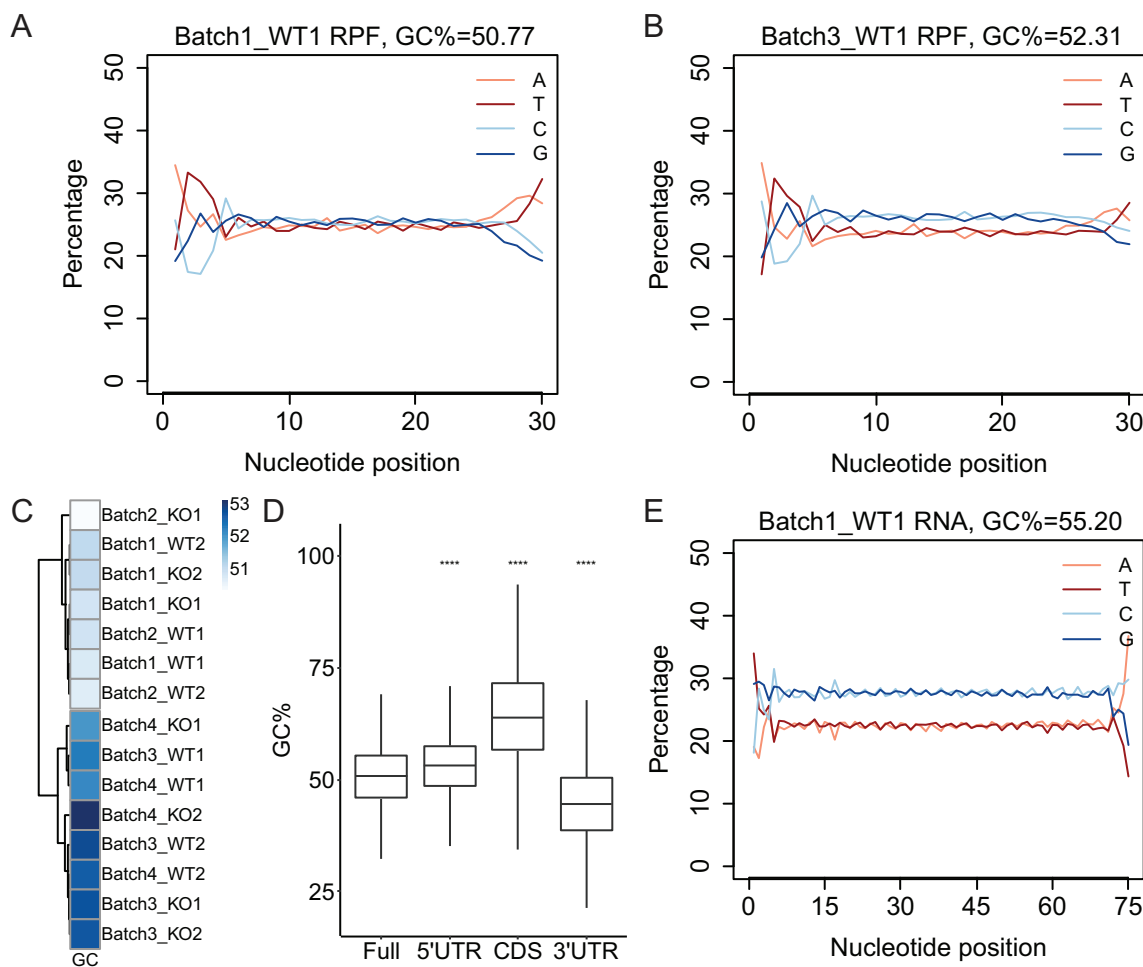 A
Batch1_WT1 RPF, GC%=50.77
50
40
30
20
10
0
Percentage
A
T
C
G
0
10
20
30
Nucleotide position
B
Batch3_WT1 RPF, GC%=52.31
50
40
30
20
10
0
Percentage
A
T
C
G
0
10
20
30
Nucleotide position
C
Batch2_KO1
Batch1_WT2
Batch1_KO2
Batch1_KO1
Batch2_WT1
Batch1_WT1
Batch2_WT2
Batch4_KO1
Batch3_WT1
Batch4_WT1
Batch4_KO2
Batch3_WT2
Batch4_WT2
Batch3_KO1
Batch3_KO2
GC
53
52
51
D
100
75
50
25
GC%
****
****
****
Full
5'UTR
CDS
3'UTR
E
Batch1_WT1 RNA, GC%=55.20
50
40
30
20
10
0
Percentage
A
T
C
G
0
15
30
45
60
75
Nucleotide position